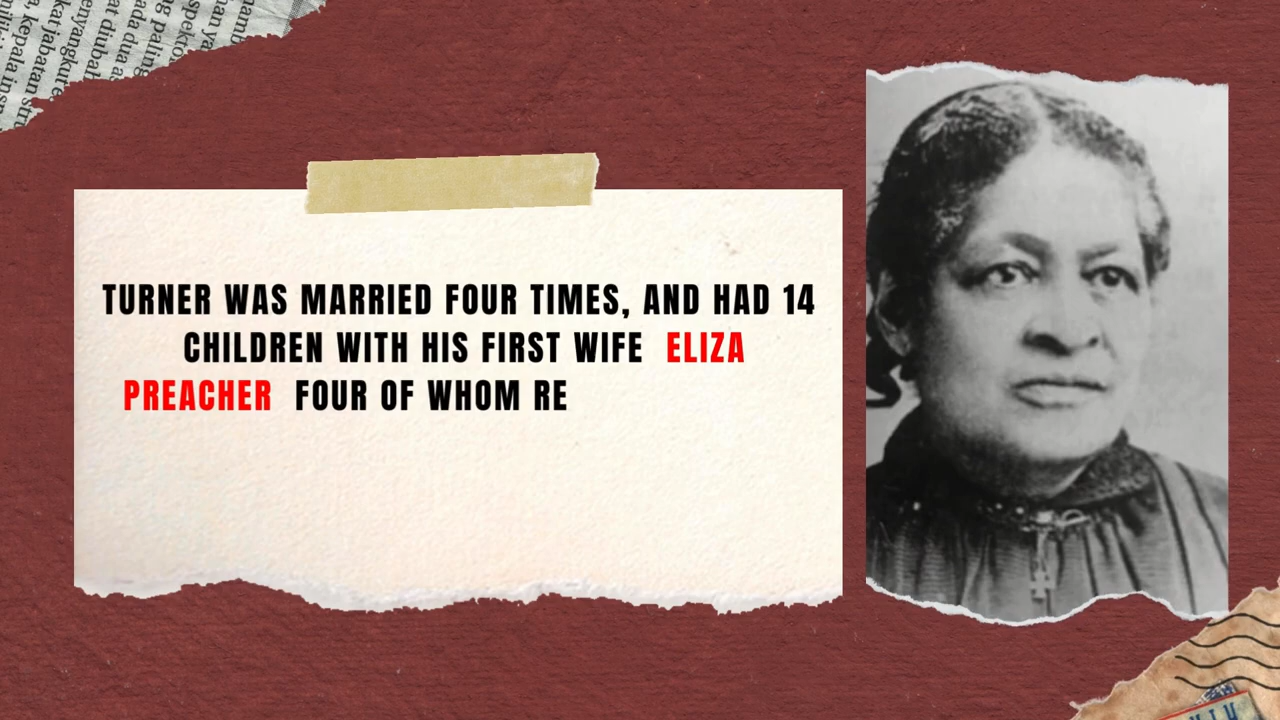 TURNER WAS MARRIED FOUR TIMES, AND HAD 14
CHILDREN WITH HIS FIRST WIFE ELIZA
PREACHER FOUR OF WHOM RE